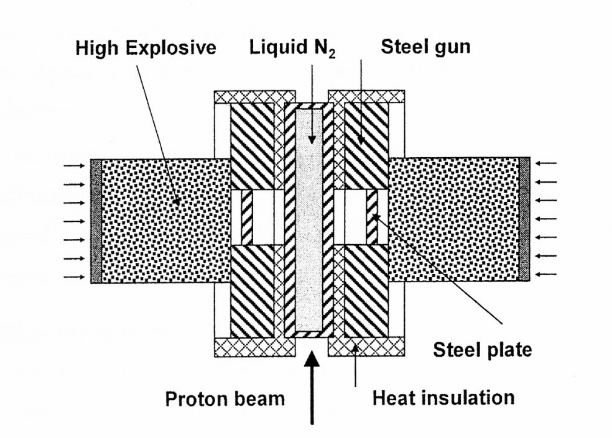 High Explosive
Liquid N₂
Steel gun
Steel plate
Proton beam
Heat insulation